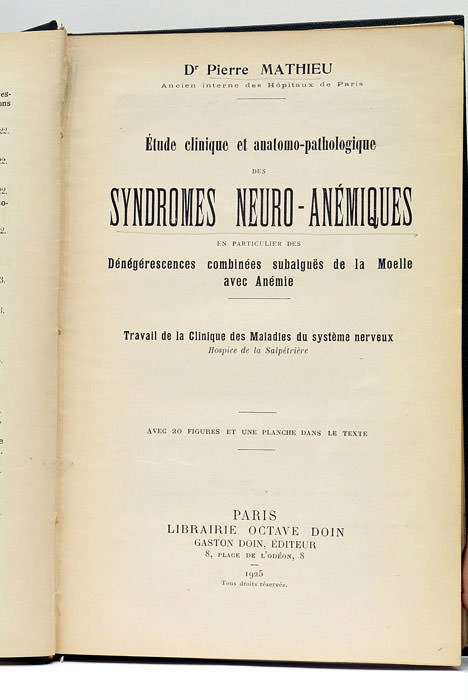 Dr Pierre MATHIEU
Ancien interne des Hôpitaux de Paris
Étude clinique et anatomo-pathologique
DES
SYNDROMES NEURO-ANÉMIQUES
EN PARTICULIER DES
Dénégérescences combinées subaiguës de la Moelle
avec Anémie
Travail de la Clinique des Maladies du système nerveux
Hospice de la Salpêtrière
AVEC 20 FIGURES ET UNE PLANCHE DANS LE TEXTE
PARIS
LIBRAIRIE OCTAVE DOIN
GASTON DOIN, ÉDITEUR
8, PLACE DE L'ODÉON, 8
1925
Tous droits réservés.